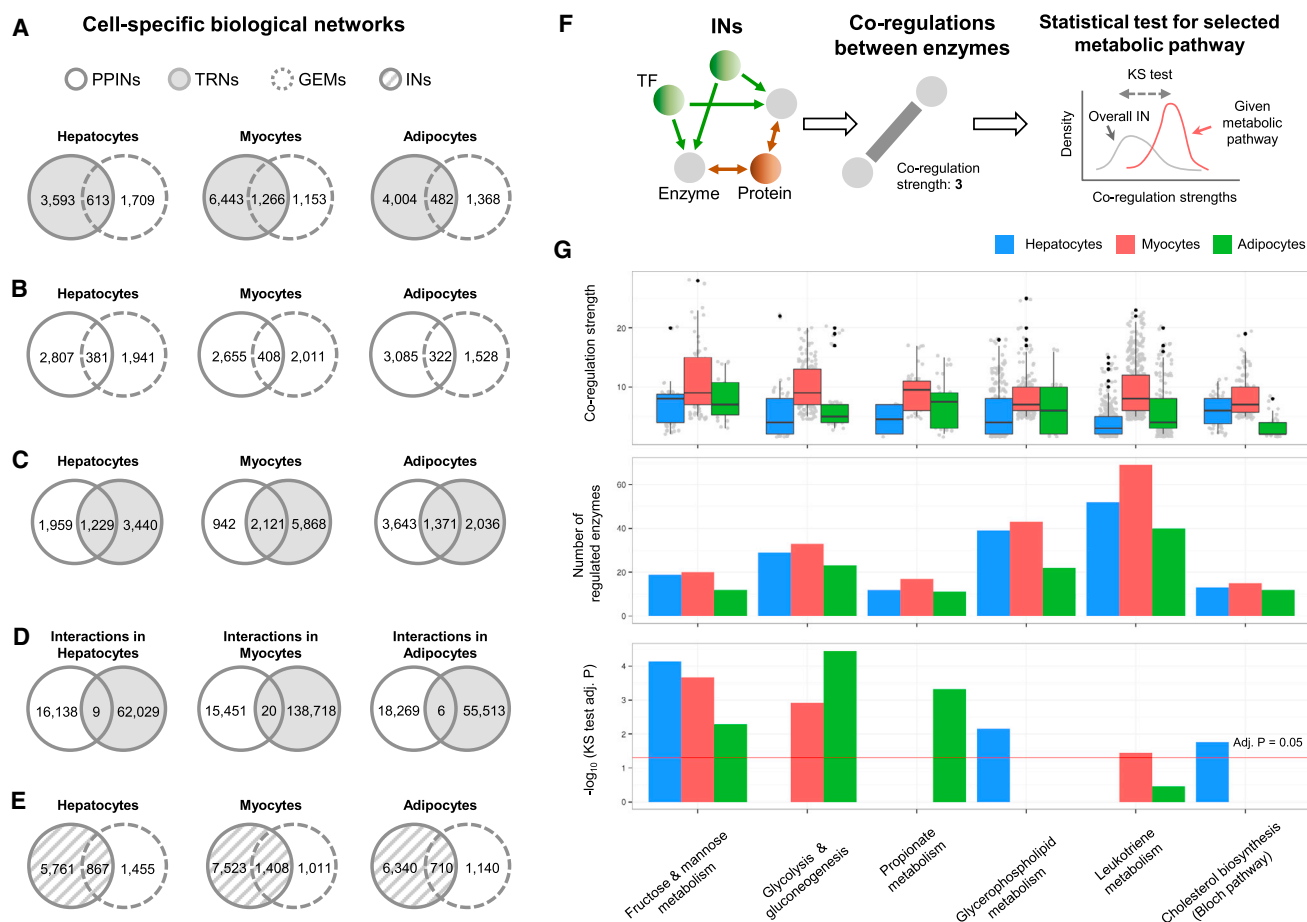 A
Cell-specific biological networks
PPINs TRNs GEMs INs
Hepatocytes Myocytes Adipocytes
3,593 613 1,709 6,443 1,266 1,153 4,004 482 1,368
B
Hepatocytes Myocytes Adipocytes
2,807 381 1,941 2,655 408 2,011 3,085 322 1,528
C
Hepatocytes Myocytes Adipocytes
1,959 1,229 3,440 942 2,121 5,868 3,643 1,371 2,036
D
Interactions in Interactions in Interactions in
Hepatocytes Myocytes Adipocytes
16,138 9 62,029 15,451 20 138,718 18,269 6 55,513
E
Hepatocytes Myocytes Adipocytes
5,761 867 1,455 7,523 1,408 1,011 6,340 710 1,140
F
INs
TF
Enzyme Protein
Co-regulations
between enzymes
Co-regulation
strength: 3
Statistical test for selected
metabolic pathway
KS test
Overall IN
Given
metabolic
pathway
Density
Co-regulation strengths
G
Hepatocytes Myocytes Adipocytes
Co-regulation strength
20
10
Number of
regulated enzymes
60
40
20
0
-log10 (KS test adj. P)
4
3
2
1
0
Adj. P = 0.05
Fructose & mannose
metabolism
Glycolysis &
gluconeogenesis
Propionate
metabolism
Glycerophospholipid
metabolism
Leukotriene
metabolism
Cholesterol biosynthesis
(Bloch pathway)